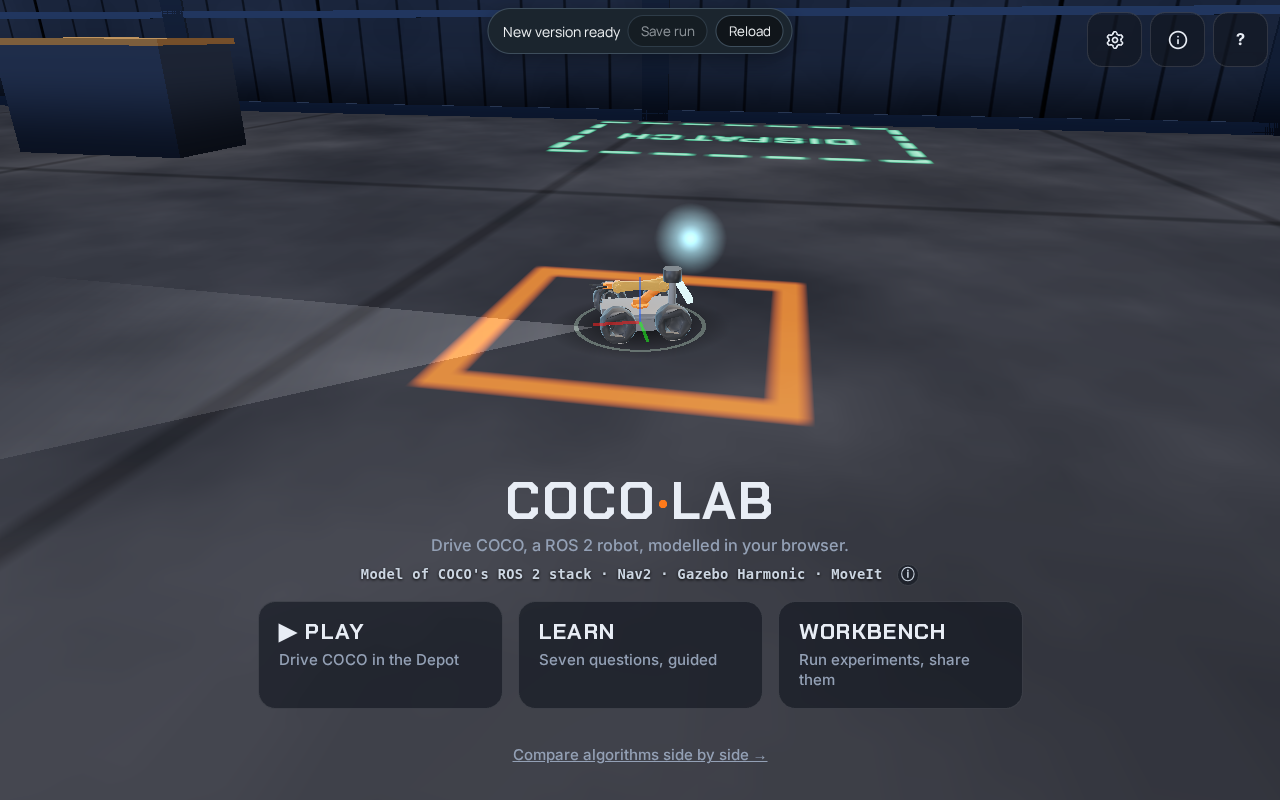 New version ready Save run Reload
?
DISPATCH
COCO·LAB
Drive COCO, a ROS 2 robot, modelled in your browser.
Model of COCO's ROS 2 stack · Nav2 · Gazebo Harmonic · MoveIt ⓘ
▶ PLAY
Drive COCO in the Depot
LEARN
Seven questions, guided
WORKBENCH
Run experiments, share
them
Compare algorithms side by side →